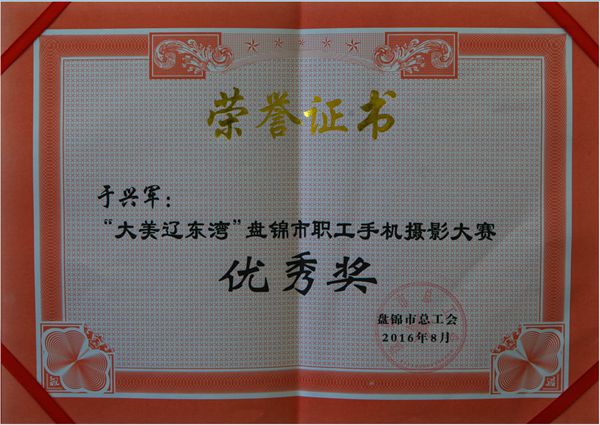 荣誉证书
于兴军：
“大美辽东湾”盘锦市职工手机摄影大赛
优秀奖
盘锦市总工会
2016年8月